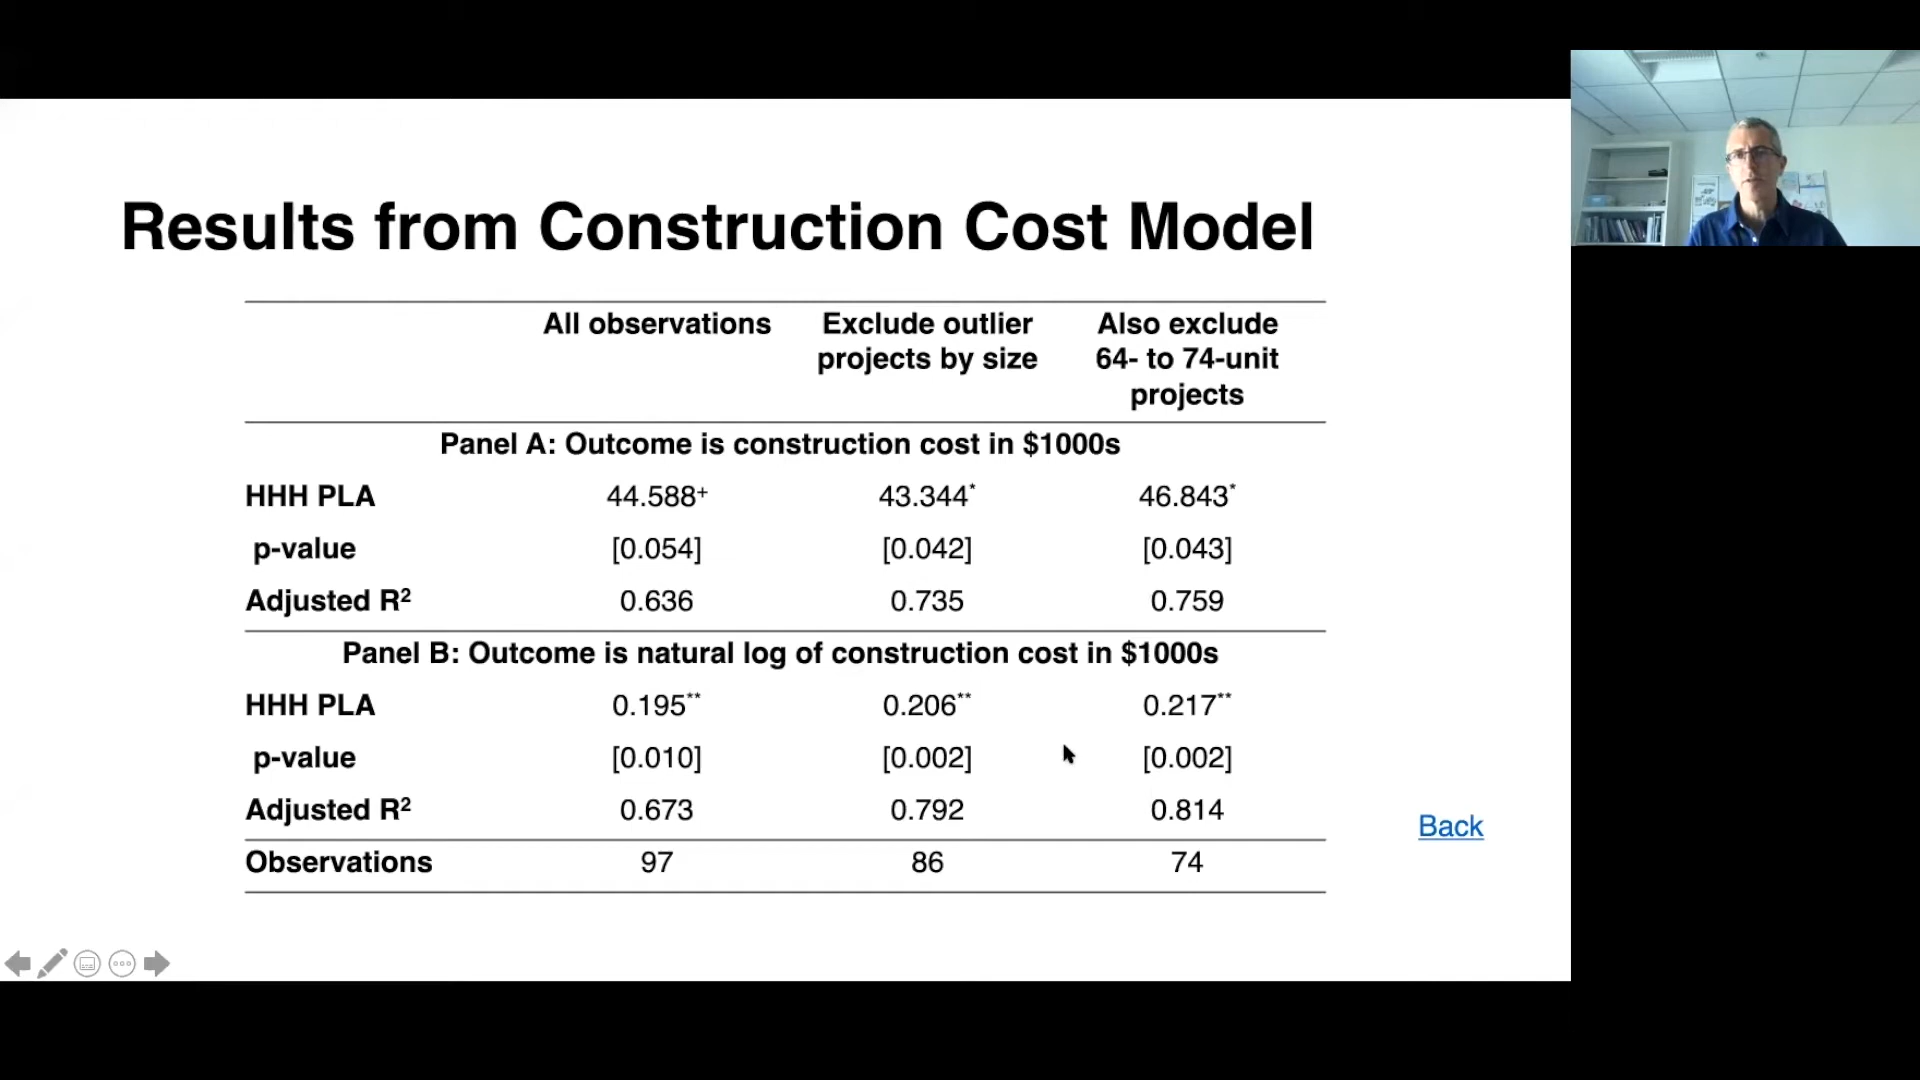 Results from Construction Cost Model
All observations
Exclude outlier
projects by size
Also exclude
64- to 74-unit
projects
Panel A: Outcome is construction cost in $1000s
HHH PLA 44.588+ 43.344* 46.843*
p-value [0.054] [0.042] [0.043]
Adjusted R² 0.636 0.735 0.759
Panel B: Outcome is natural log of construction cost in $1000s
HHH PLA 0.195** 0.206** 0.217**
p-value [0.010] [0.002] [0.002]
Adjusted R² 0.673 0.792 0.814
Observations 97 86 74
Back